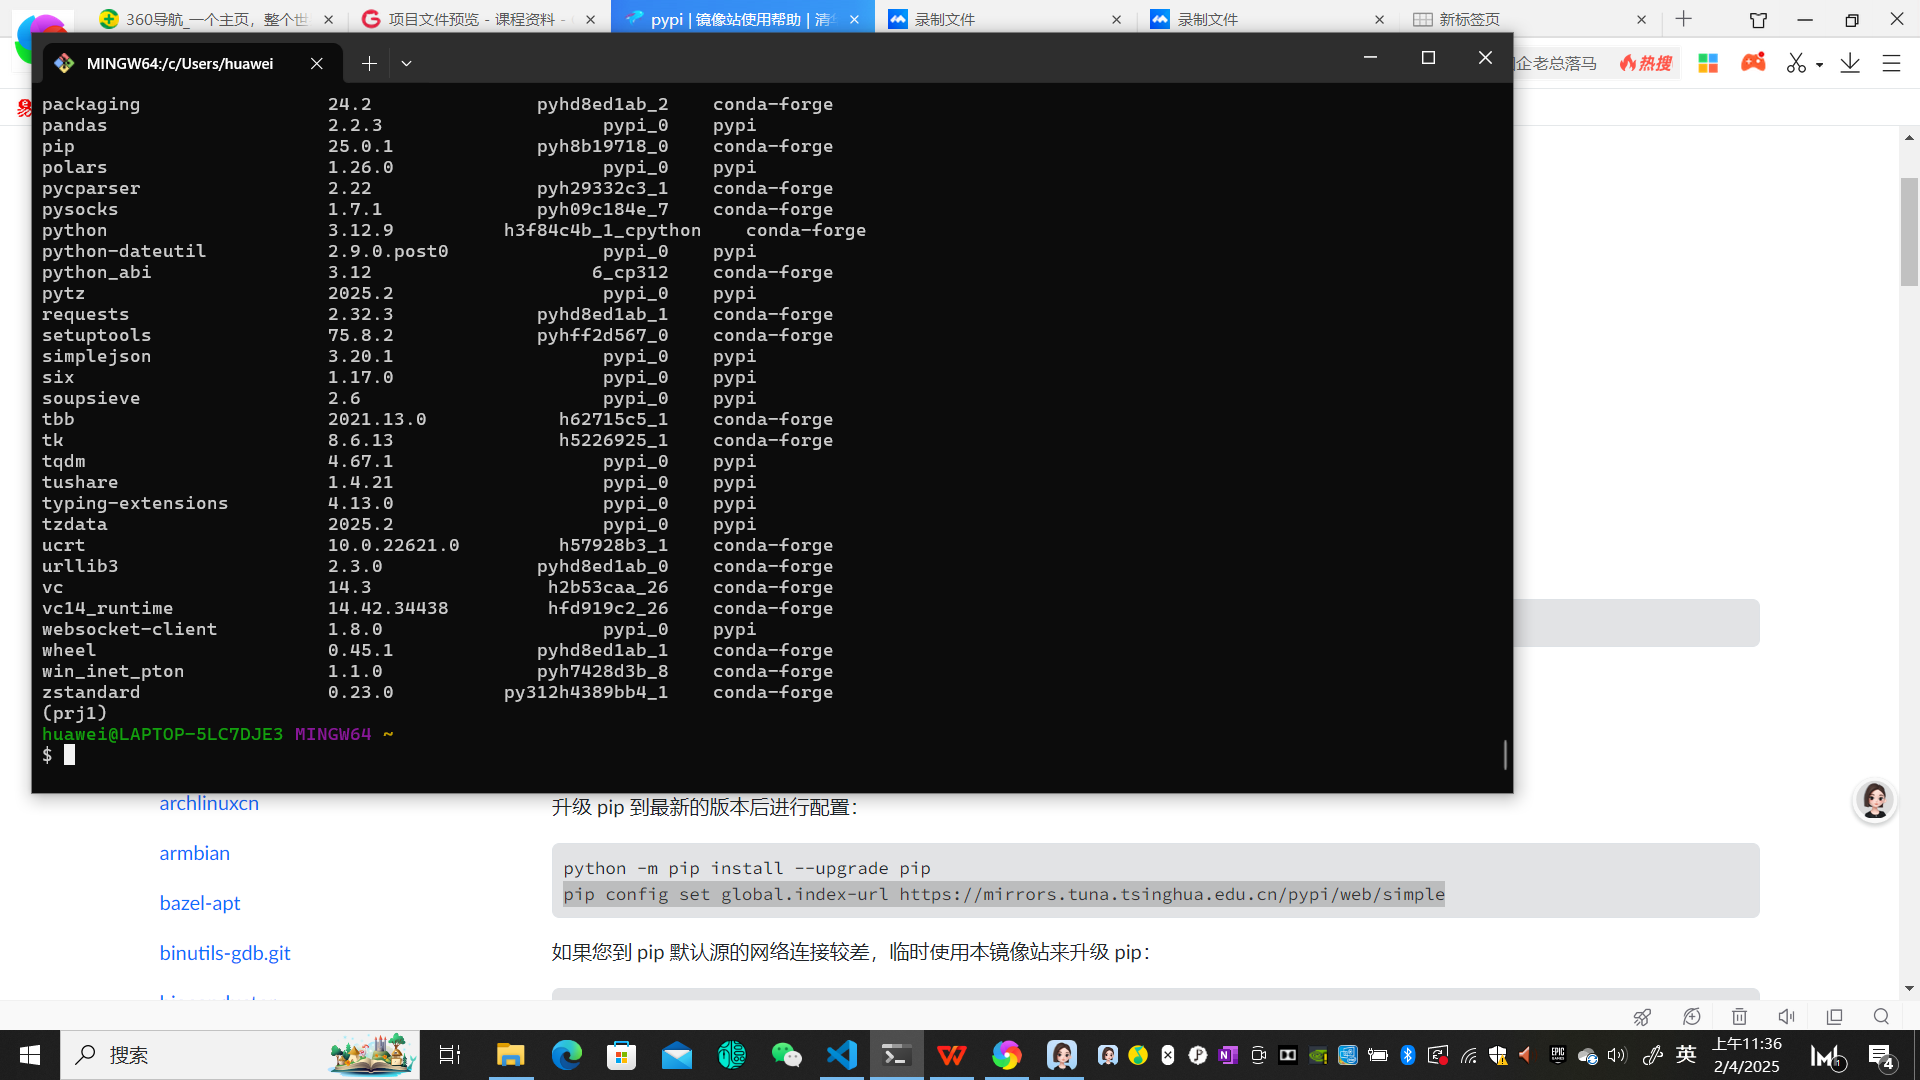 360导航_一个主页，整个世
项目文件预览 - 课程资料 -
pypi | 镜像站使用帮助 | 清
录制文件
录制文件
新标签页
MINGW64:/c/Users/huawei
企老总落马
热搜
packaging 24.2 pyhd8ed1ab_2 conda-forge
pandas 2.2.3 pypi_0 pypi
pip 25.0.1 pyh8b19718_0 conda-forge
polars 1.26.0 pypi_0 pypi
pycparser 2.22 pyh29332c3_1 conda-forge
pysocks 1.7.1 pyh09c184e_7 conda-forge
python 3.12.9 h3f84c4b_1_cpython conda-forge
python-dateutil 2.9.0.post0 pypi_0 pypi
python_abi 3.12 6_cp312 conda-forge
pytz 2025.2 pypi_0 pypi
requests 2.32.3 pyhd8ed1ab_1 conda-forge
setuptools 75.8.2 pyhff2d567_0 conda-forge
simplejson 3.20.1 pypi_0 pypi
six 1.17.0 pypi_0 pypi
soupsieve 2.6 pypi_0 pypi
tbb 2021.13.0 h62715c5_1 conda-forge
tk 8.6.13 h5226925_1 conda-forge
tqdm 4.67.1 pypi_0 pypi
tushare 1.4.21 pypi_0 pypi
typing-extensions 4.13.0 pypi_0 pypi
tzdata 2025.2 pypi_0 pypi
ucrt 10.0.22621.0 h57928b3_1 conda-forge
urllib3 2.3.0 pyhd8ed1ab_0 conda-forge
vc 14.3 h2b53caa_26 conda-forge
vc14_runtime 14.42.34438 hfd919c2_26 conda-forge
websocket-client 1.8.0 pypi_0 pypi
wheel 0.45.1 pyhd8ed1ab_1 conda-forge
win_inet_pton 1.1.0 pyh7428d3b_8 conda-forge
zstandard 0.23.0 py312h4389bb4_1 conda-forge
(prj1)
huawei@LAPTOP-5LC7DJE3 MINGW64 ~
$
archlinuxcn
armbian
bazel-apt
binutils-gdb.git
升级 pip 到最新的版本后进行配置：
python -m pip install --upgrade pip
pip config set global.index-url https://mirrors.tuna.tsinghua.edu.cn/pypi/web/simple
如果您到 pip 默认源的网络连接较差，临时使用本镜像站来升级 pip：
搜索
英
上午11:36
2/4/2025
4